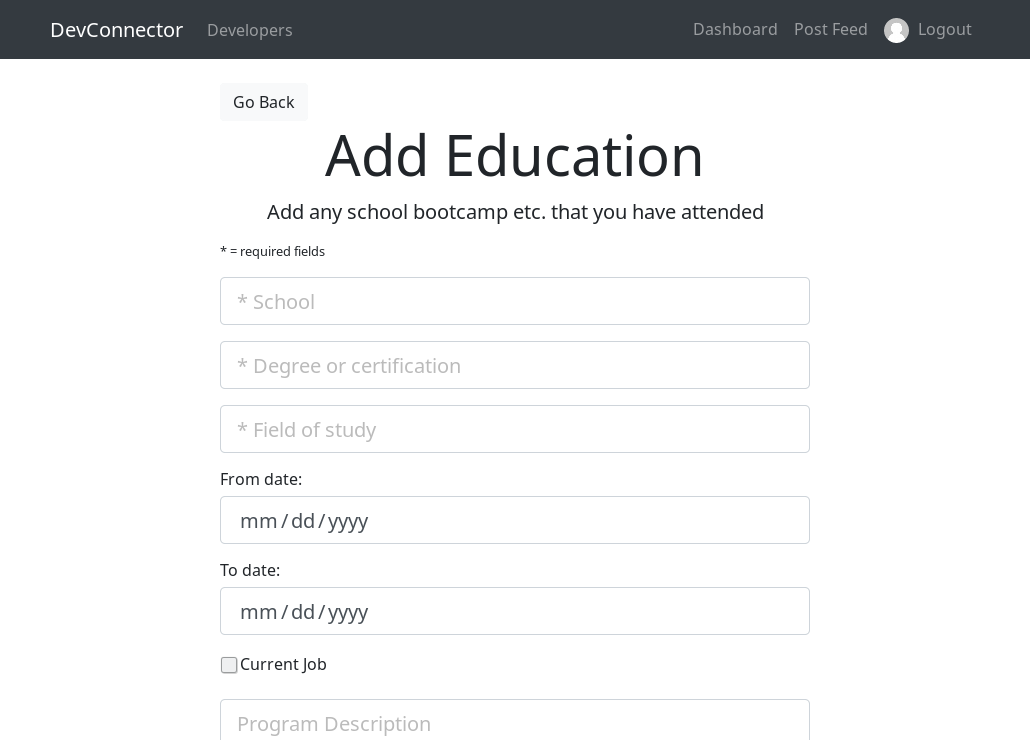 DevConnector Developers Dashboard Post Feed Logout
Go Back
Add Education
Add any school bootcamp etc. that you have attended
* = required fields
* School
* Degree or certification
* Field of study
From date:
mm/dd/yyyy
To date:
mm/dd/yyyy
Current Job
Program Description